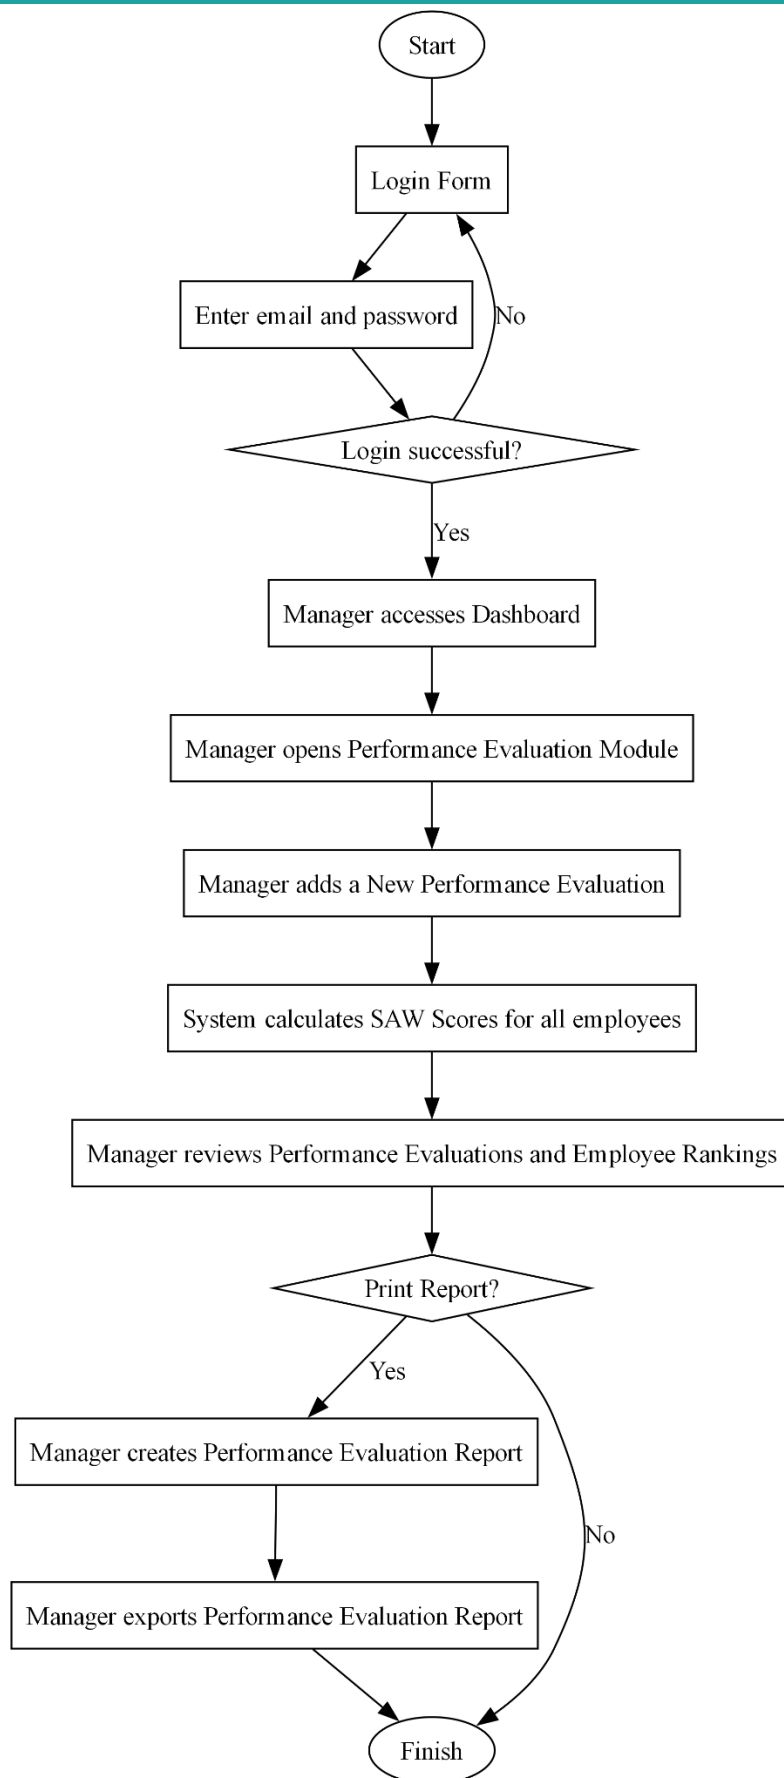 Start
Login Form
Enter email and password
No
Login successful?
Yes
Manager accesses Dashboard
Manager opens Performance Evaluation Module
Manager adds a New Performance Evaluation
System calculates SAW Scores for all employees
Manager reviews Performance Evaluations and Employee Rankings
Print Report?
Yes
Manager creates Performance Evaluation Report
No
Manager exports Performance Evaluation Report
Finish